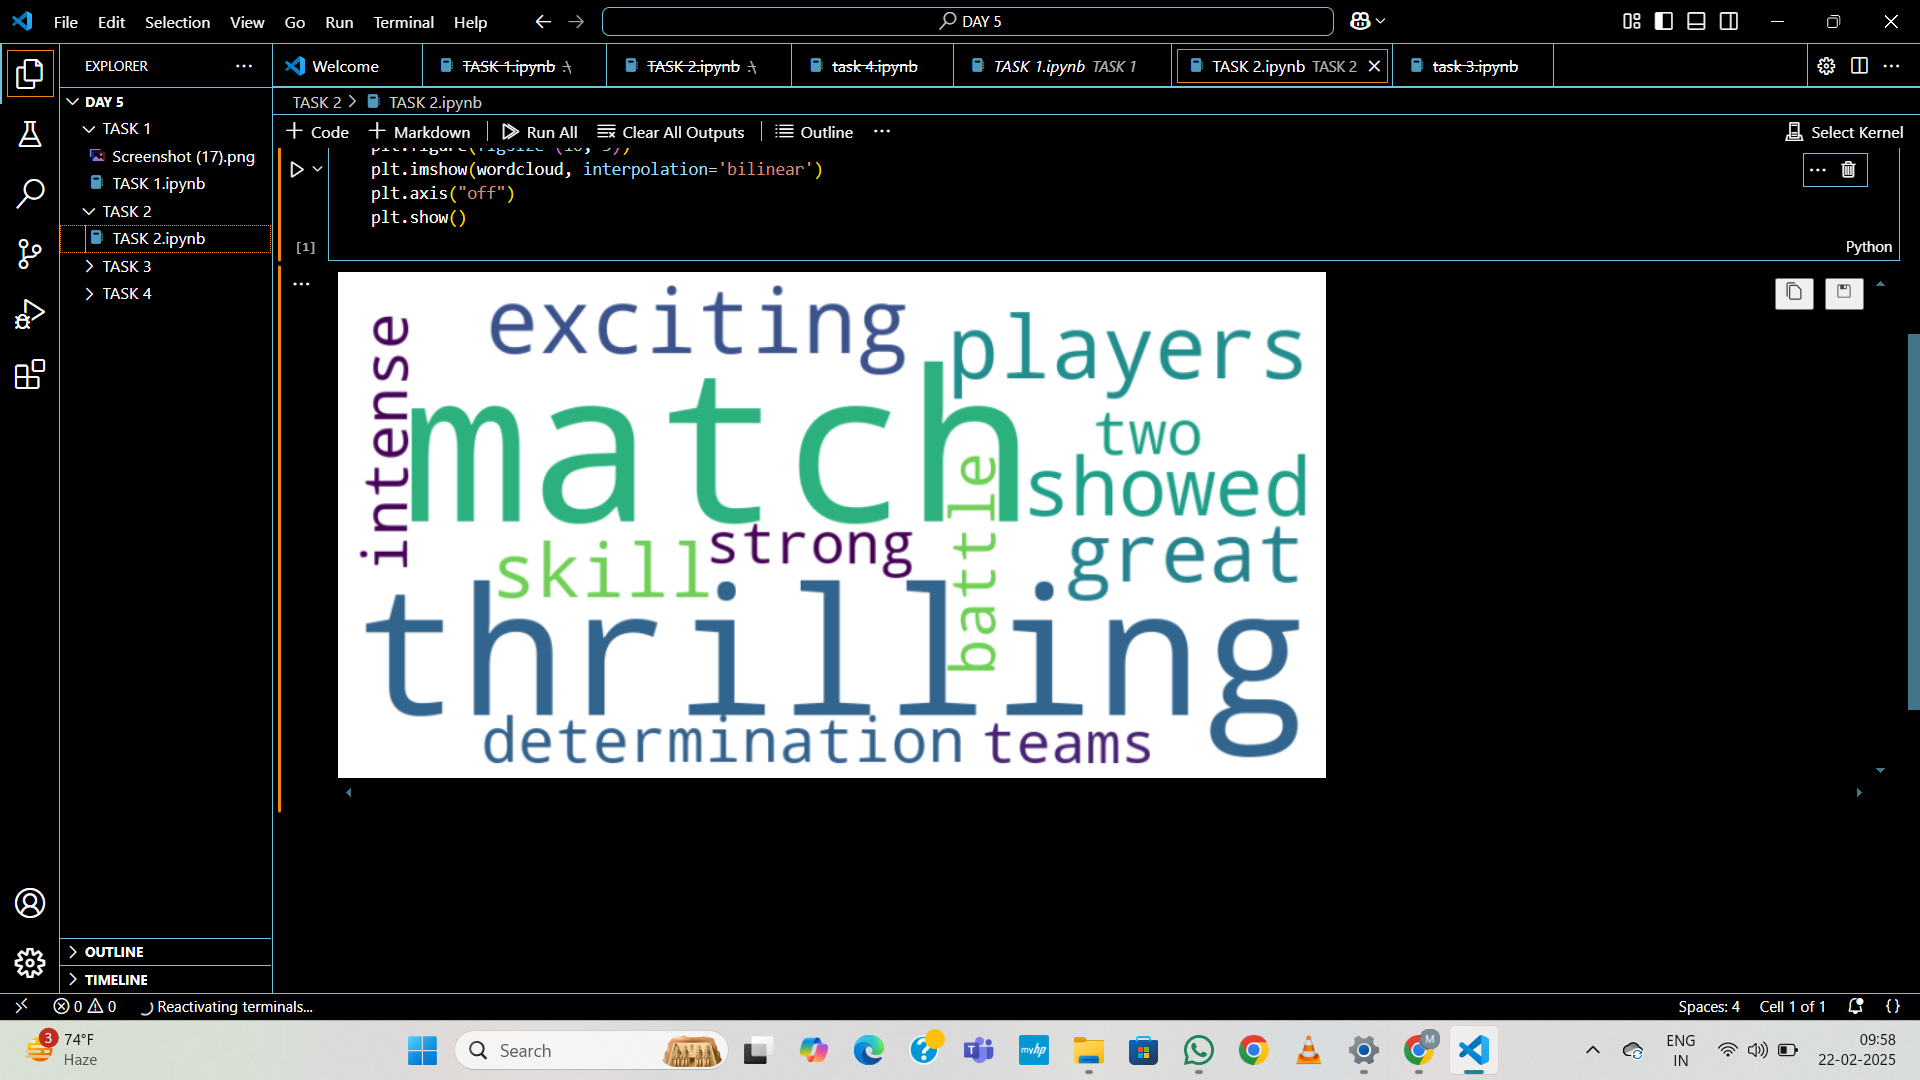 File Edit Selection View Go Run Terminal Help
DAY 5
EXPLORER
Welcome
TASK 1.ipynb .\
TASK 2.ipynb .\
task 4.ipynb
TASK 1.ipynb TASK 1
TASK 2.ipynb TASK 2
task 3.ipynb
DAY 5
TASK 1
Screenshot (17).png
TASK 1.ipynb
TASK 2
TASK 2.ipynb
TASK 3
TASK 4
TASK 2 > TASK 2.ipynb
+ Code + Markdown Run All Clear All Outputs Outline ...
Select Kernel
plt.imshow(wordcloud, interpolation='bilinear')
plt.axis("off")
plt.show()
[1]
Python
exciting
players
intense
match
two
showed
battle
strong
skill
great
thrilling
determination
teams
OUTLINE
TIMELINE
0 0 Reactivating terminals...
Spaces: 4 Cell 1 of 1 {}
3
74°F
Haze
Search
myhp
M
ENG
IN
09:58
22-02-2025